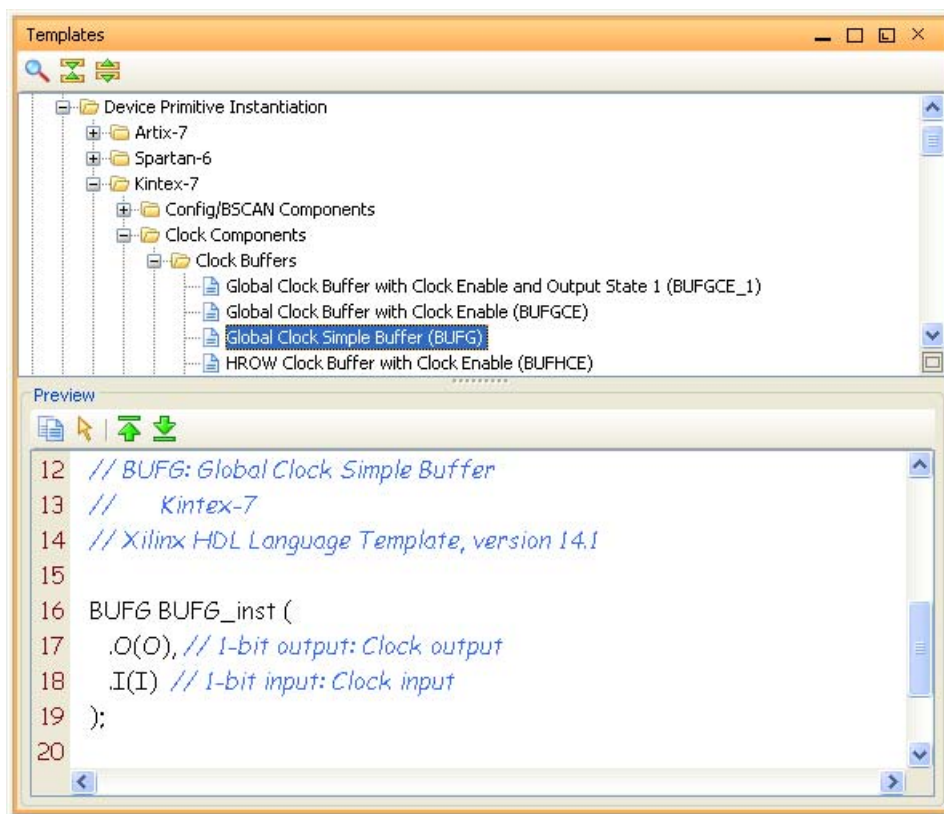 Templates
Device Primitive Instantiation
Artix-7
Spartan-6
Kintex-7
Config/BSCAN Components
Clock Components
Clock Buffers
Global Clock Buffer with Clock Enable and Output State 1 (BUFGCE_1)
Global Clock Buffer with Clock Enable (BUFGCE)
Global Clock Simple Buffer (BUFG)
HROW Clock Buffer with Clock Enable (BUFHCE)
Preview
12 // BUFG: Global Clock Simple Buffer
13 // Kintex-7
14 // Xilinx HDL Language Template, version 14.1
15
16 BUFG BUFG_inst (
17 .O(O), // 1-bit output: Clock output
18 .I(I) // 1-bit input: Clock input
19 );
20